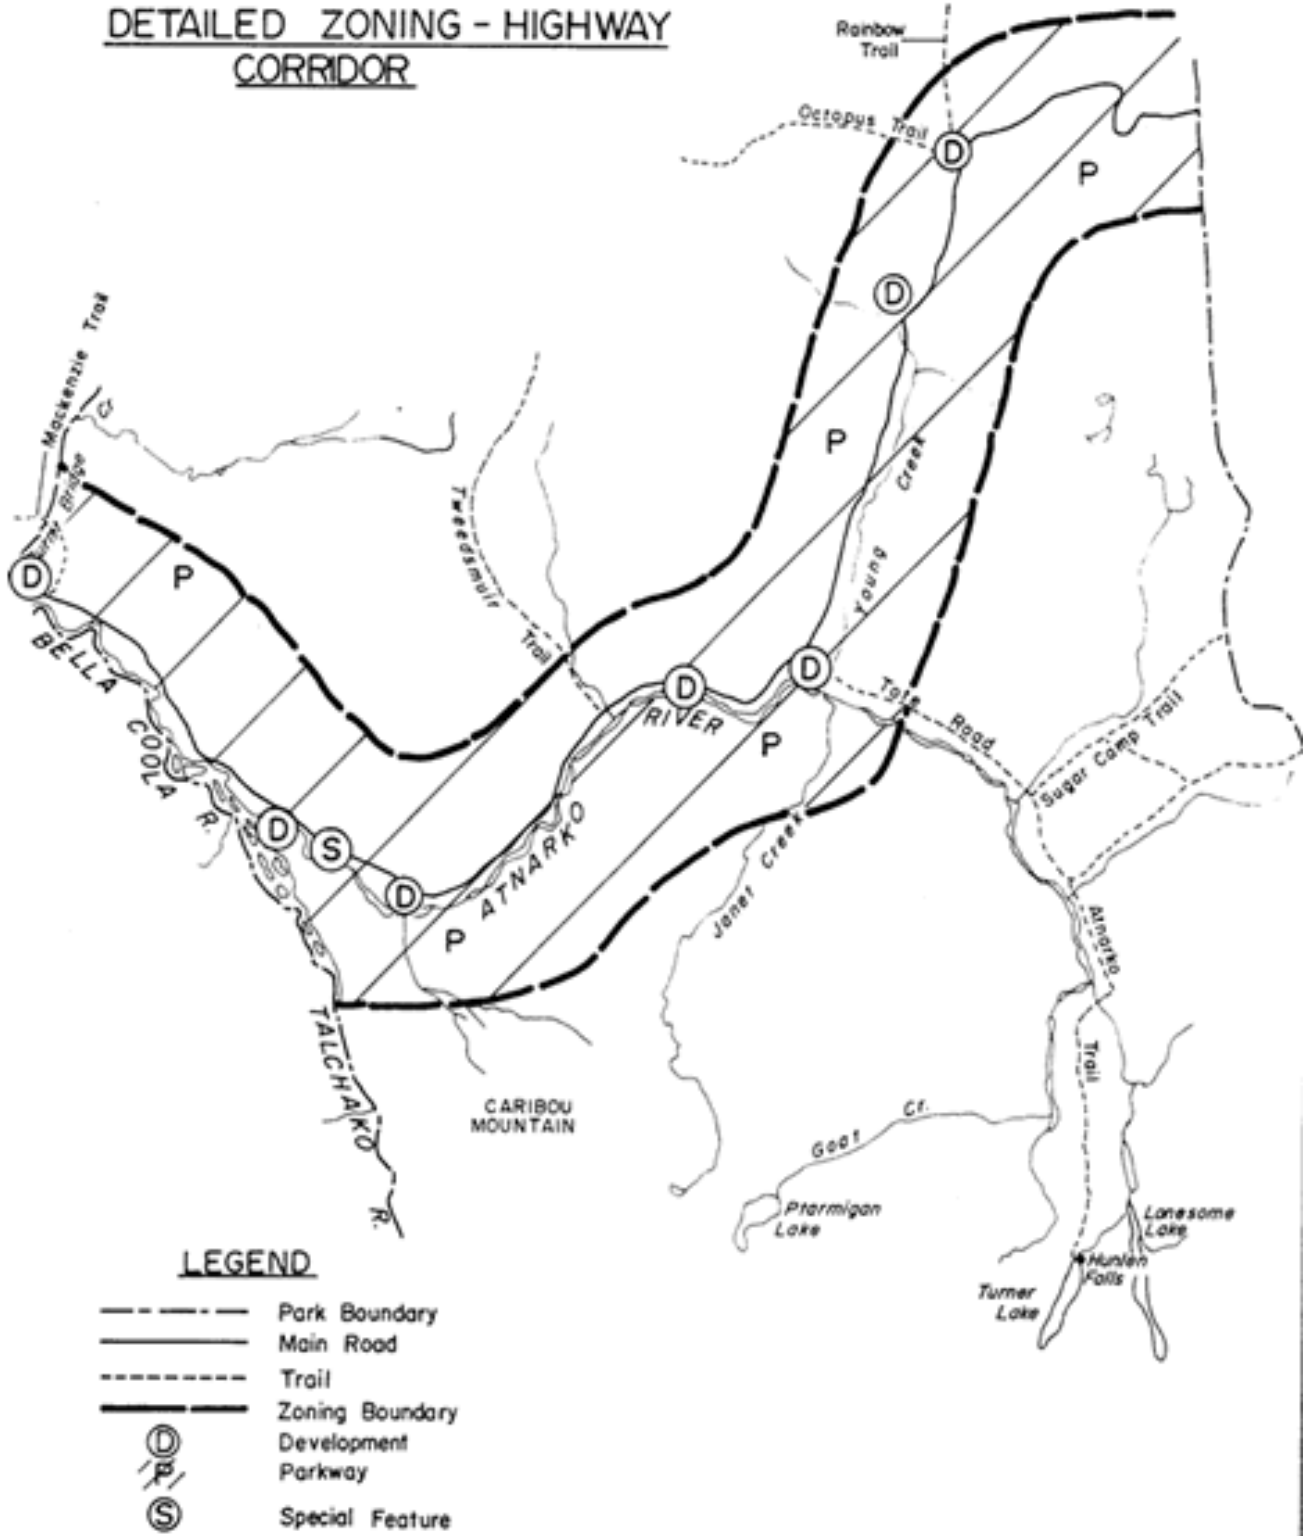 DETAILED ZONING - HIGHWAY
CORRIDOR
Rainbow
Trail
Octopus Trail
D
P
D
Mackenzie Trail
Bridge
P
Creek
Tweedsmuir
Trail
P
D
Young
D
D
BELLA
COOLA
R.
RIVER
Tote Road
P
Sugar Camp Trail
D
S
D
ATNARKO
P
Janet Creek
Atnarko
Trail
TALCHAKO
R.
CARIBOU
MOUNTAIN
Goat Cr.
Ptarmigan
Lake
Lonesome
Lake
Hunlen
Falls
Turner
Lake
LEGEND
Park Boundary
Main Road
Trail
Zoning Boundary
D Development
P Parkway
S Special Feature